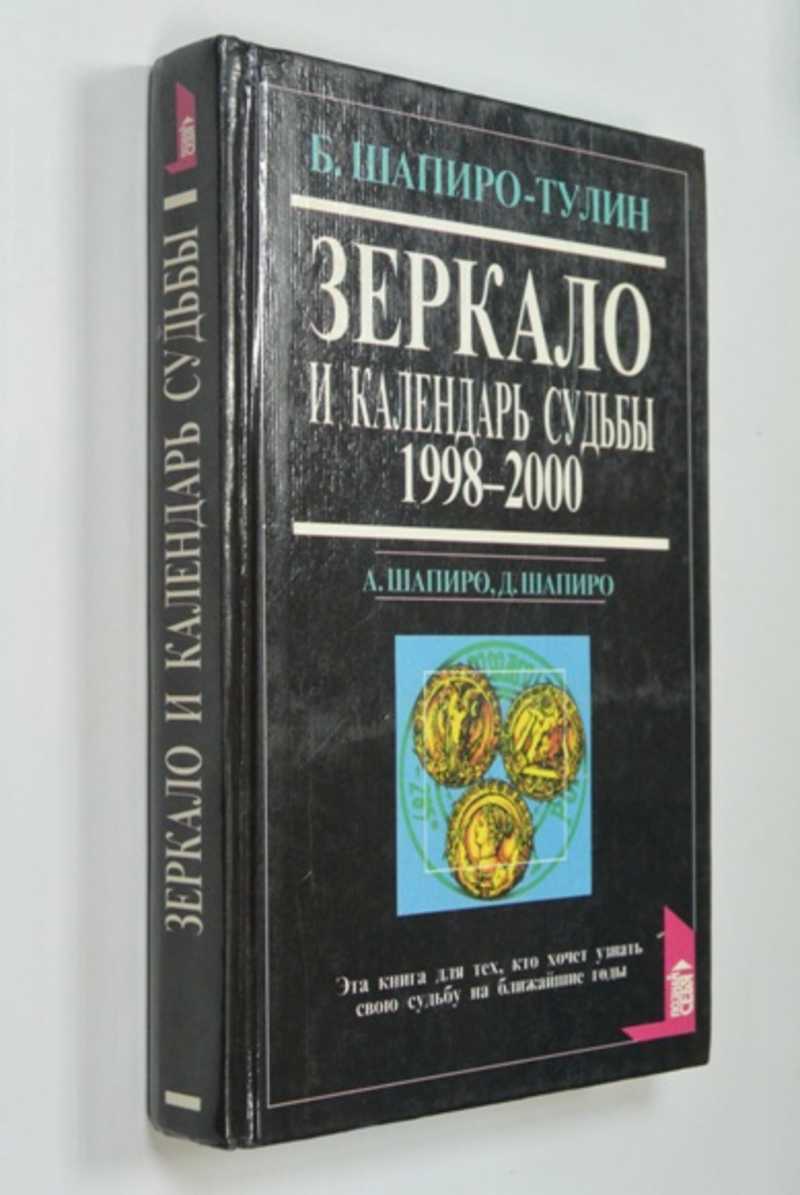 ЗЕРКАЛО И КАЛЕНДАРЬ СУДЬБЫ
Б. ШАПИРО-ТУЛИН
ЗЕРКАЛО
И КАЛЕНДАРЬ СУДЬБЫ
1998–2000
А. ШАПИРО, Д. ШАПИРО
Эта книга для тех, кто хочет узнать
свою судьбу на ближайшие годы